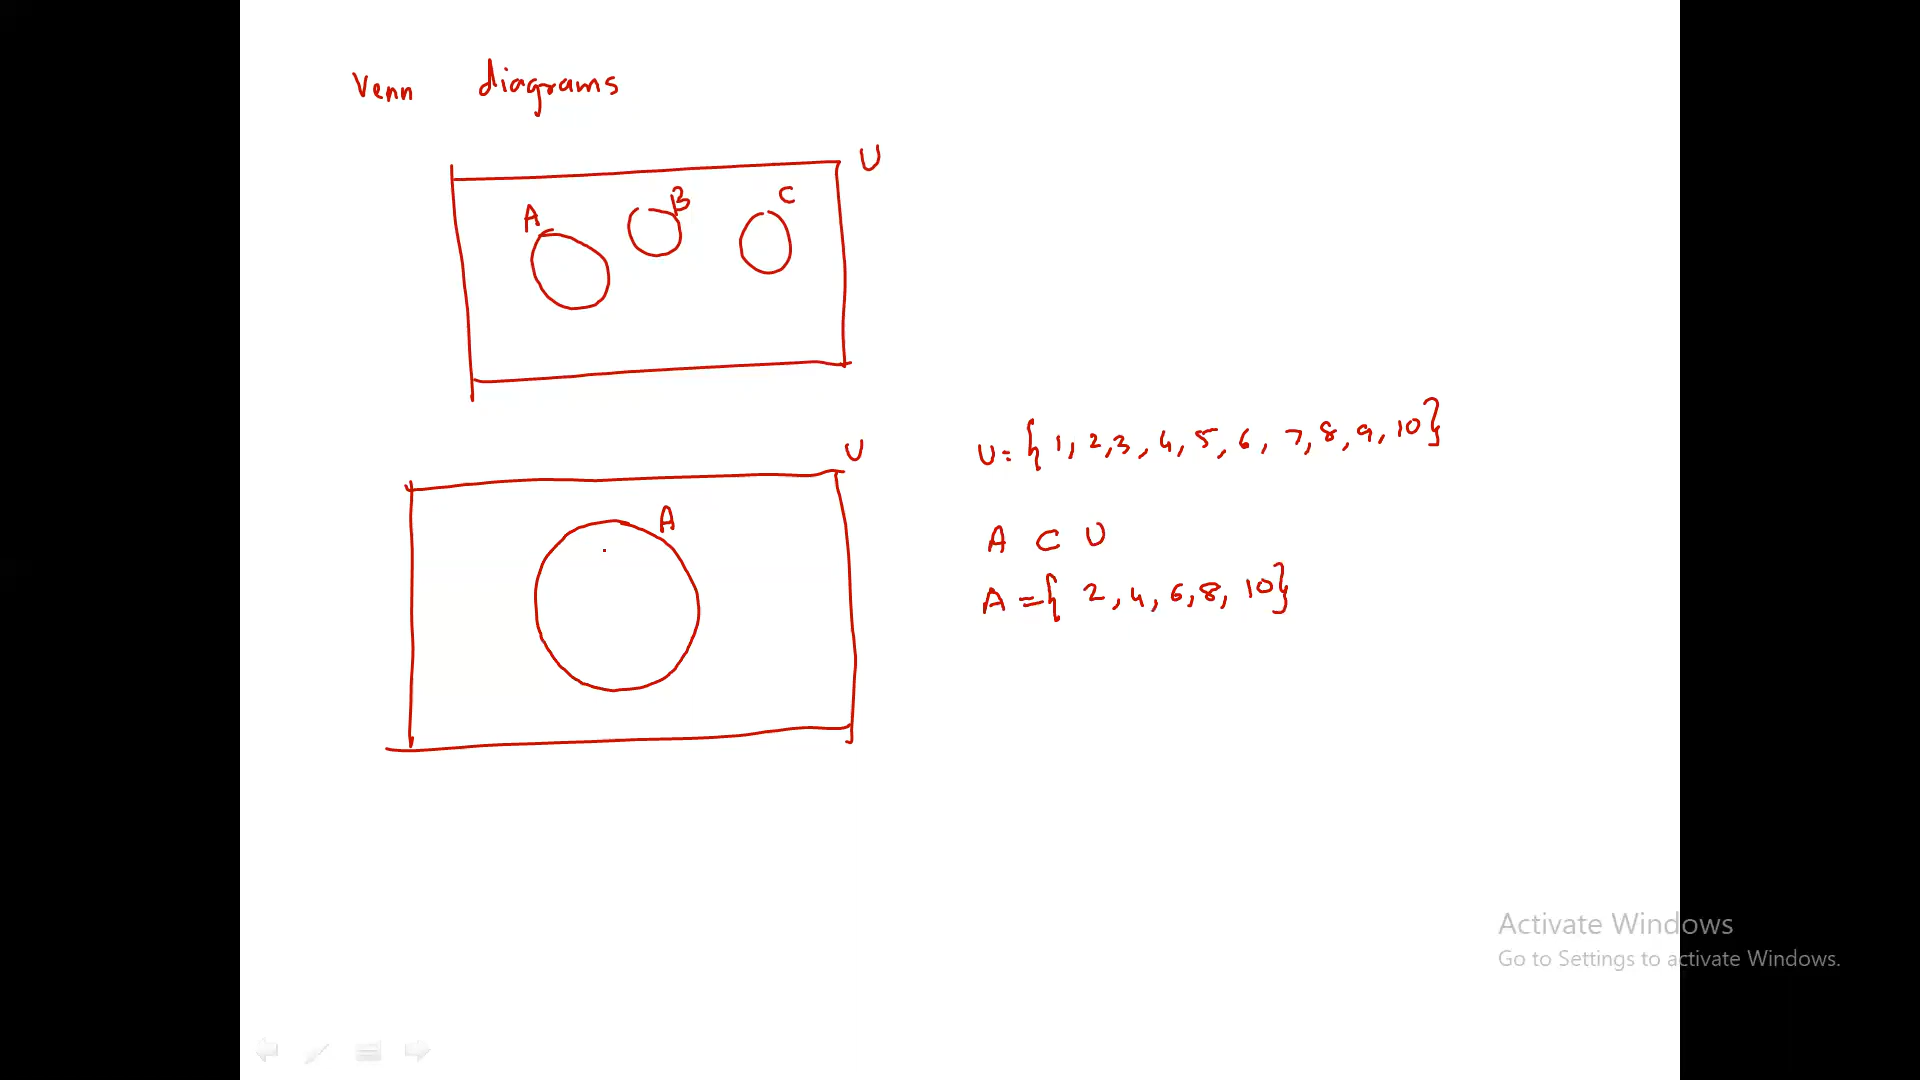 Venn diagrams
U
A B C
U
A
U = { 1, 2, 3, 4, 5, 6, 7, 8, 9, 10}
A ⊂ U
A = { 2, 4, 6, 8, 10}
Activate Windows
Go to Settings to activate Windows.